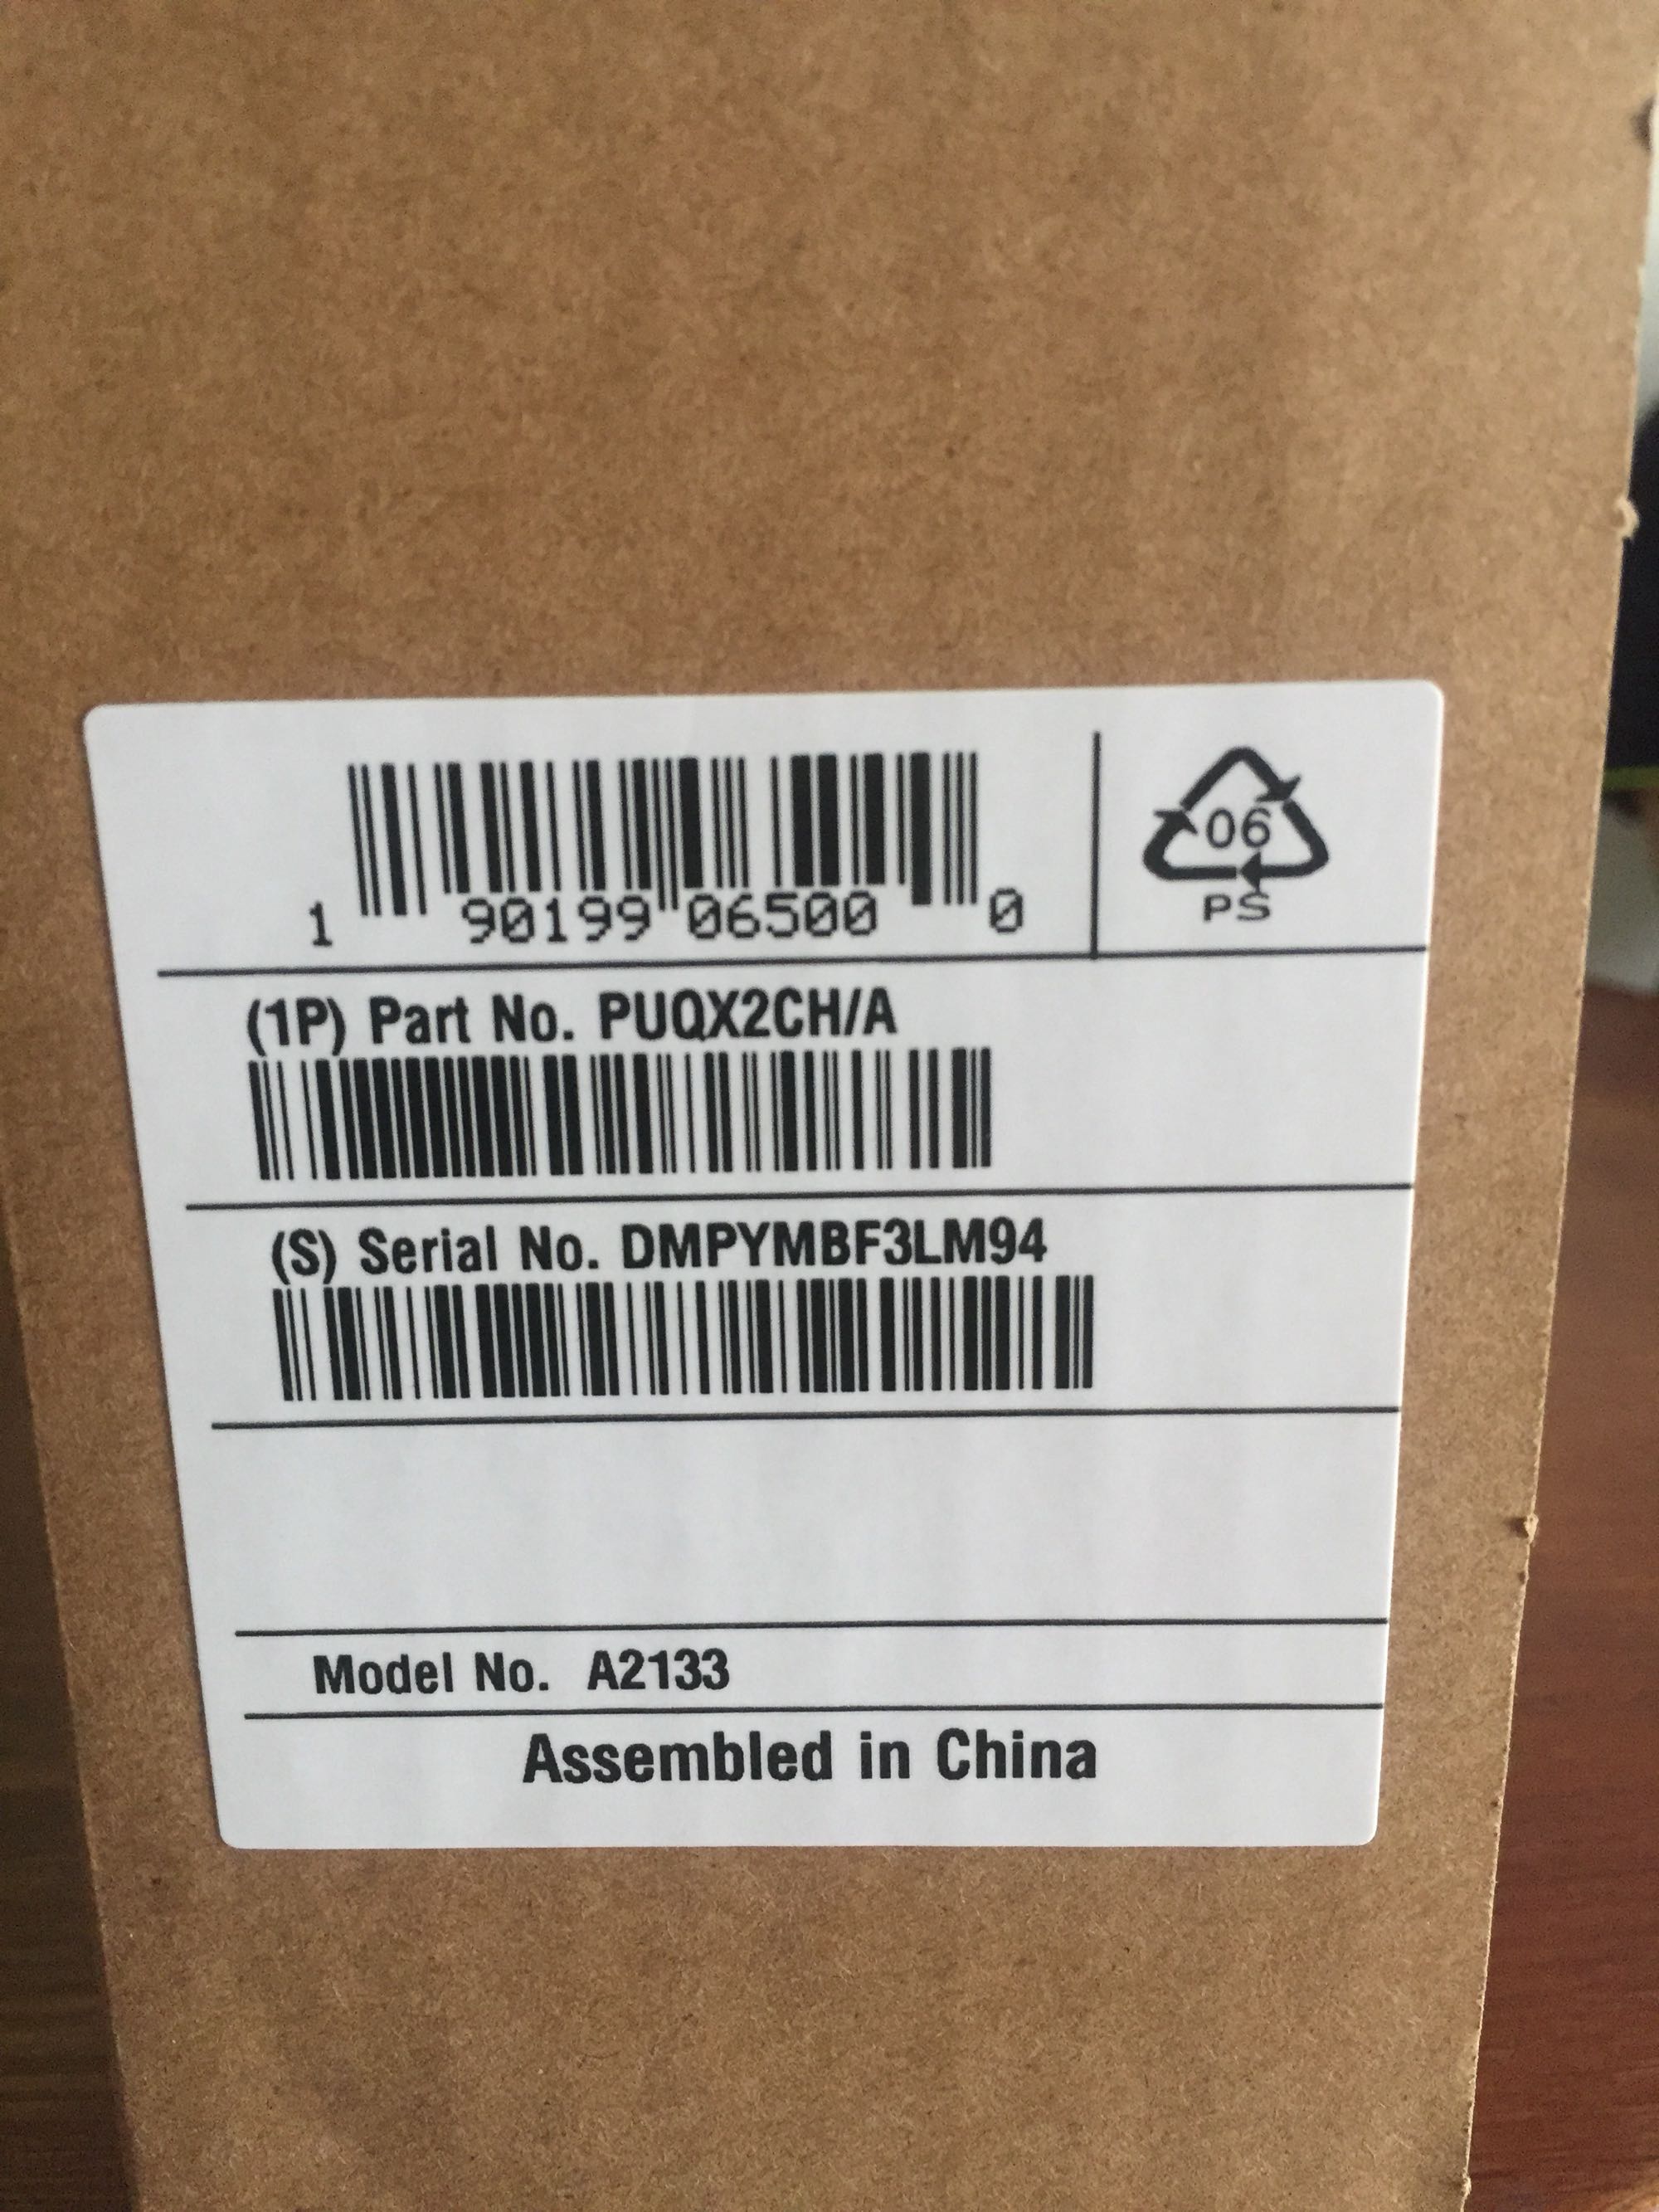 06
PS
1 90199 06500 0
(1P) Part No. PUQX2CH/A
(S) Serial No. DMPYMBF3LM94
Model No. A2133
Assembled in China